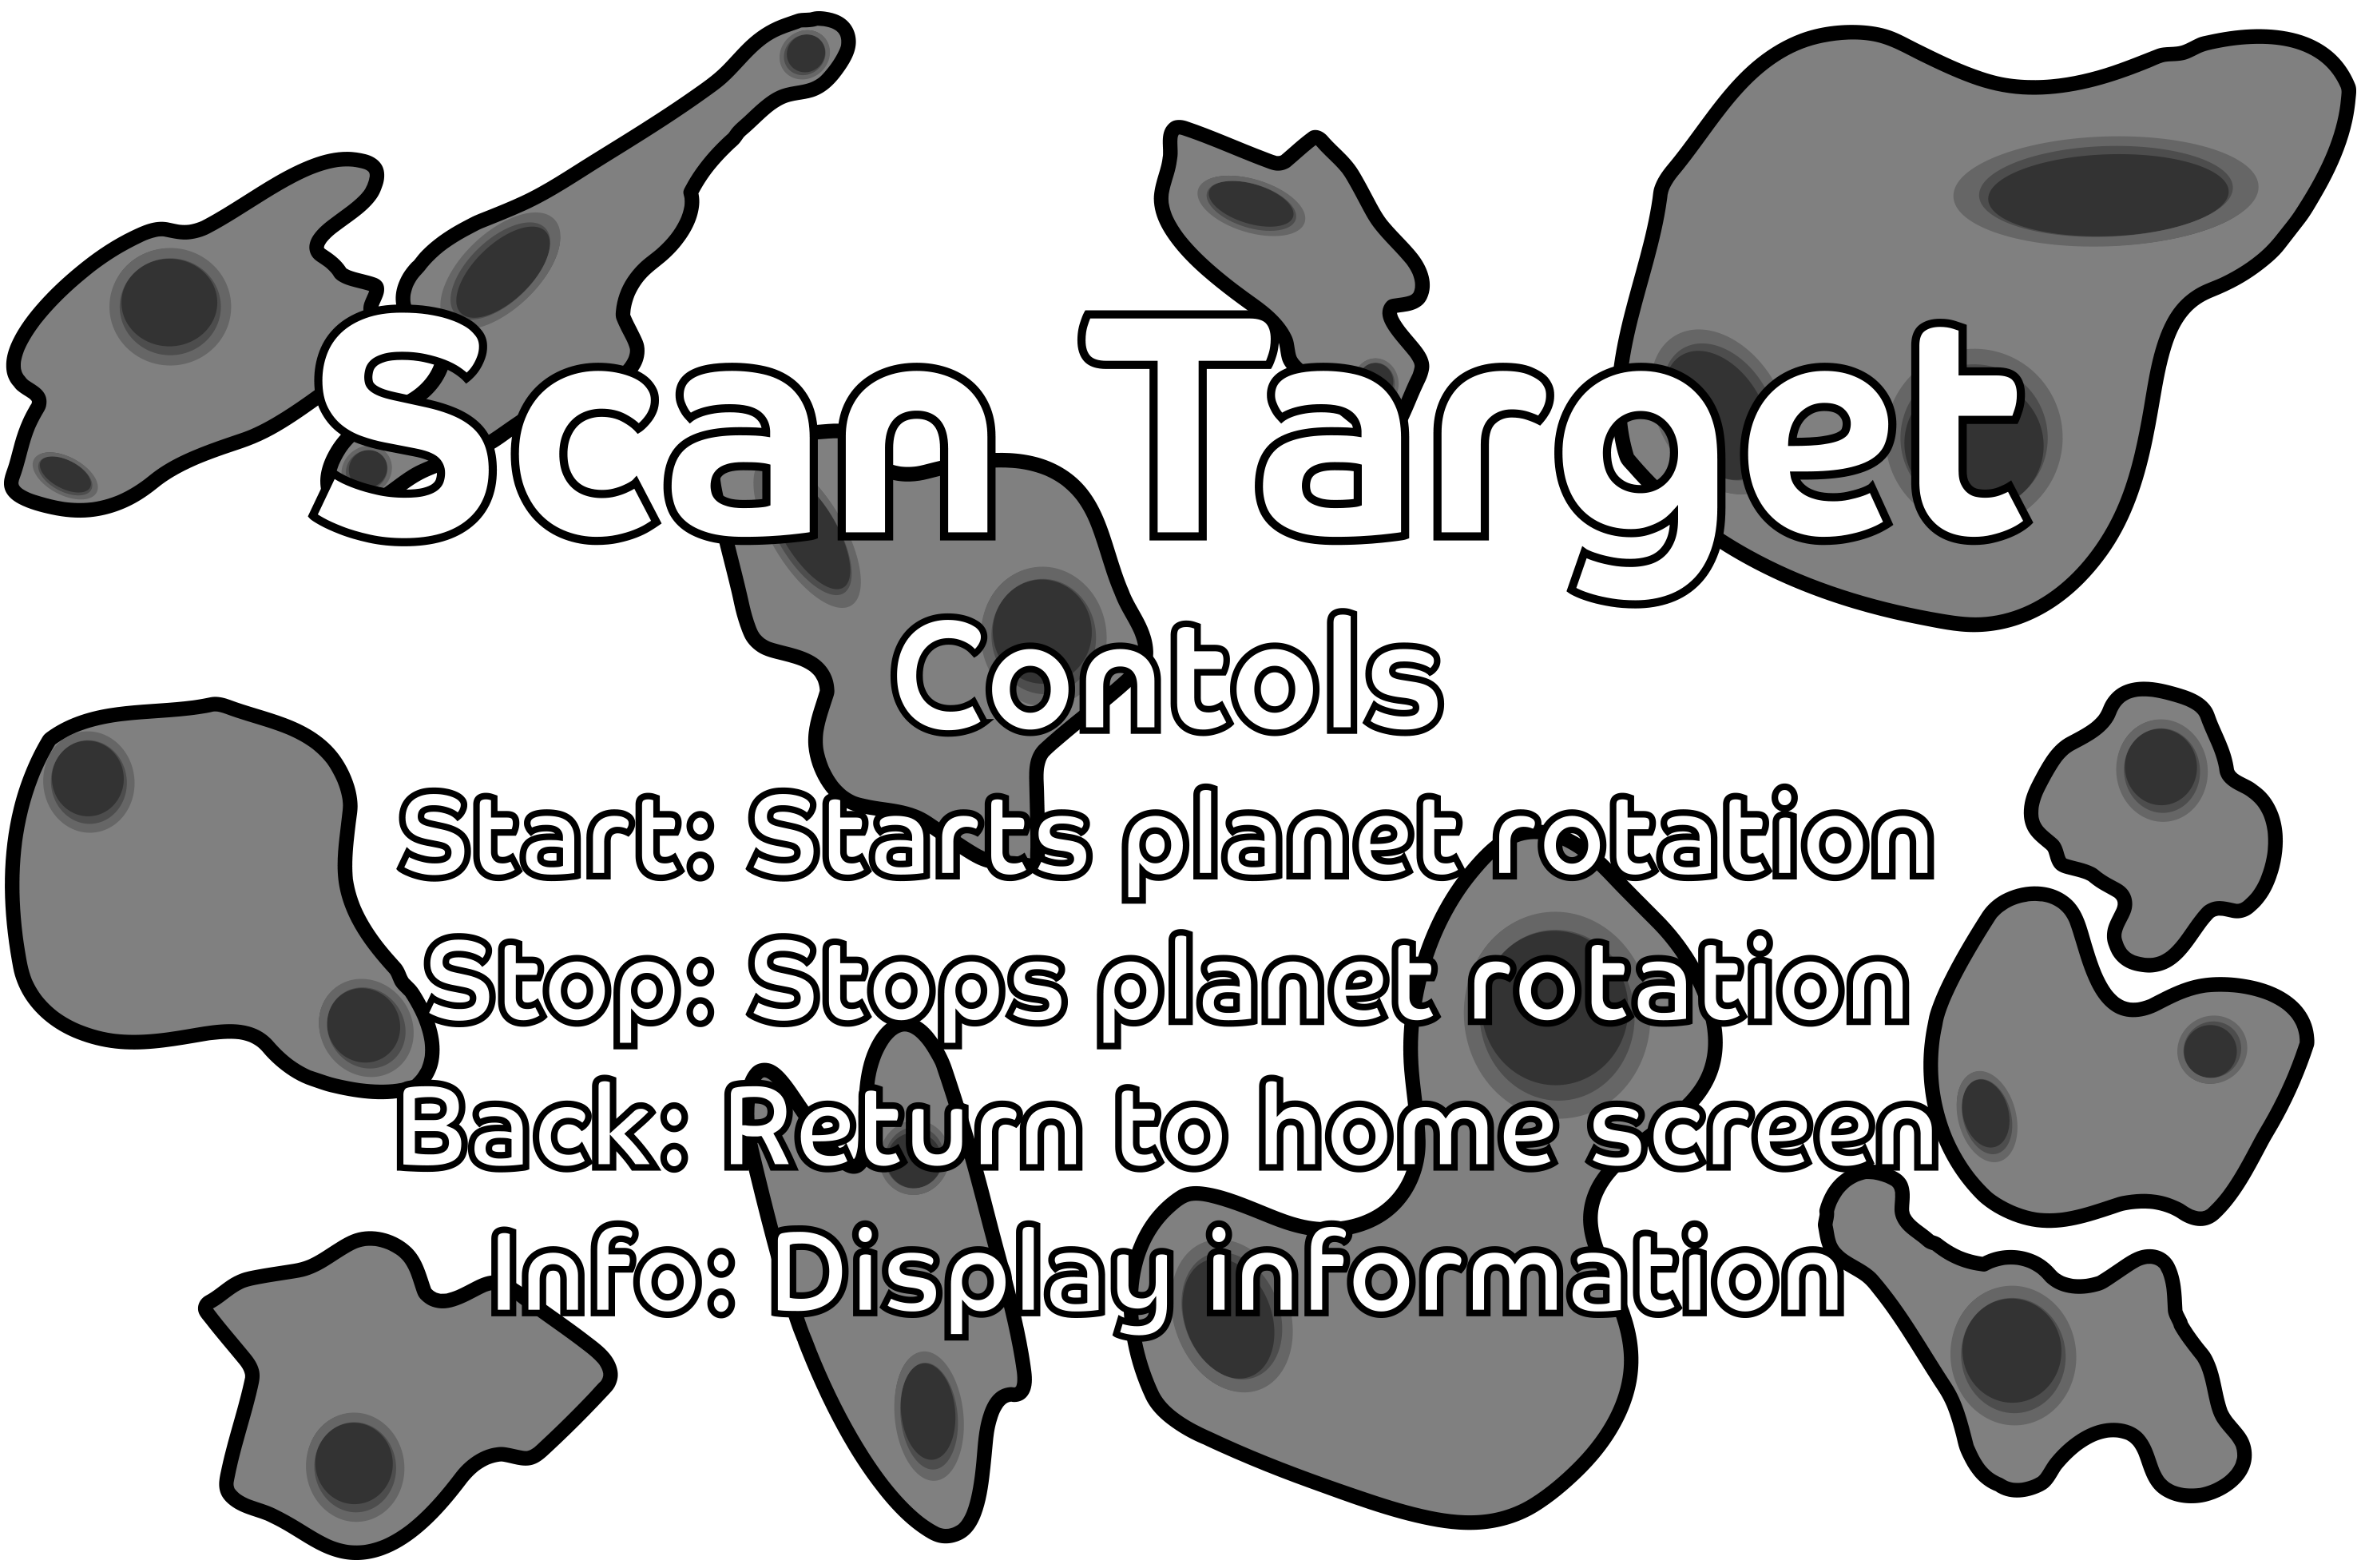 Scan Target
Contols
Start: Starts planet rotation
Stop: Stops planet rotation
Back: Return to home screen
Info: Display information